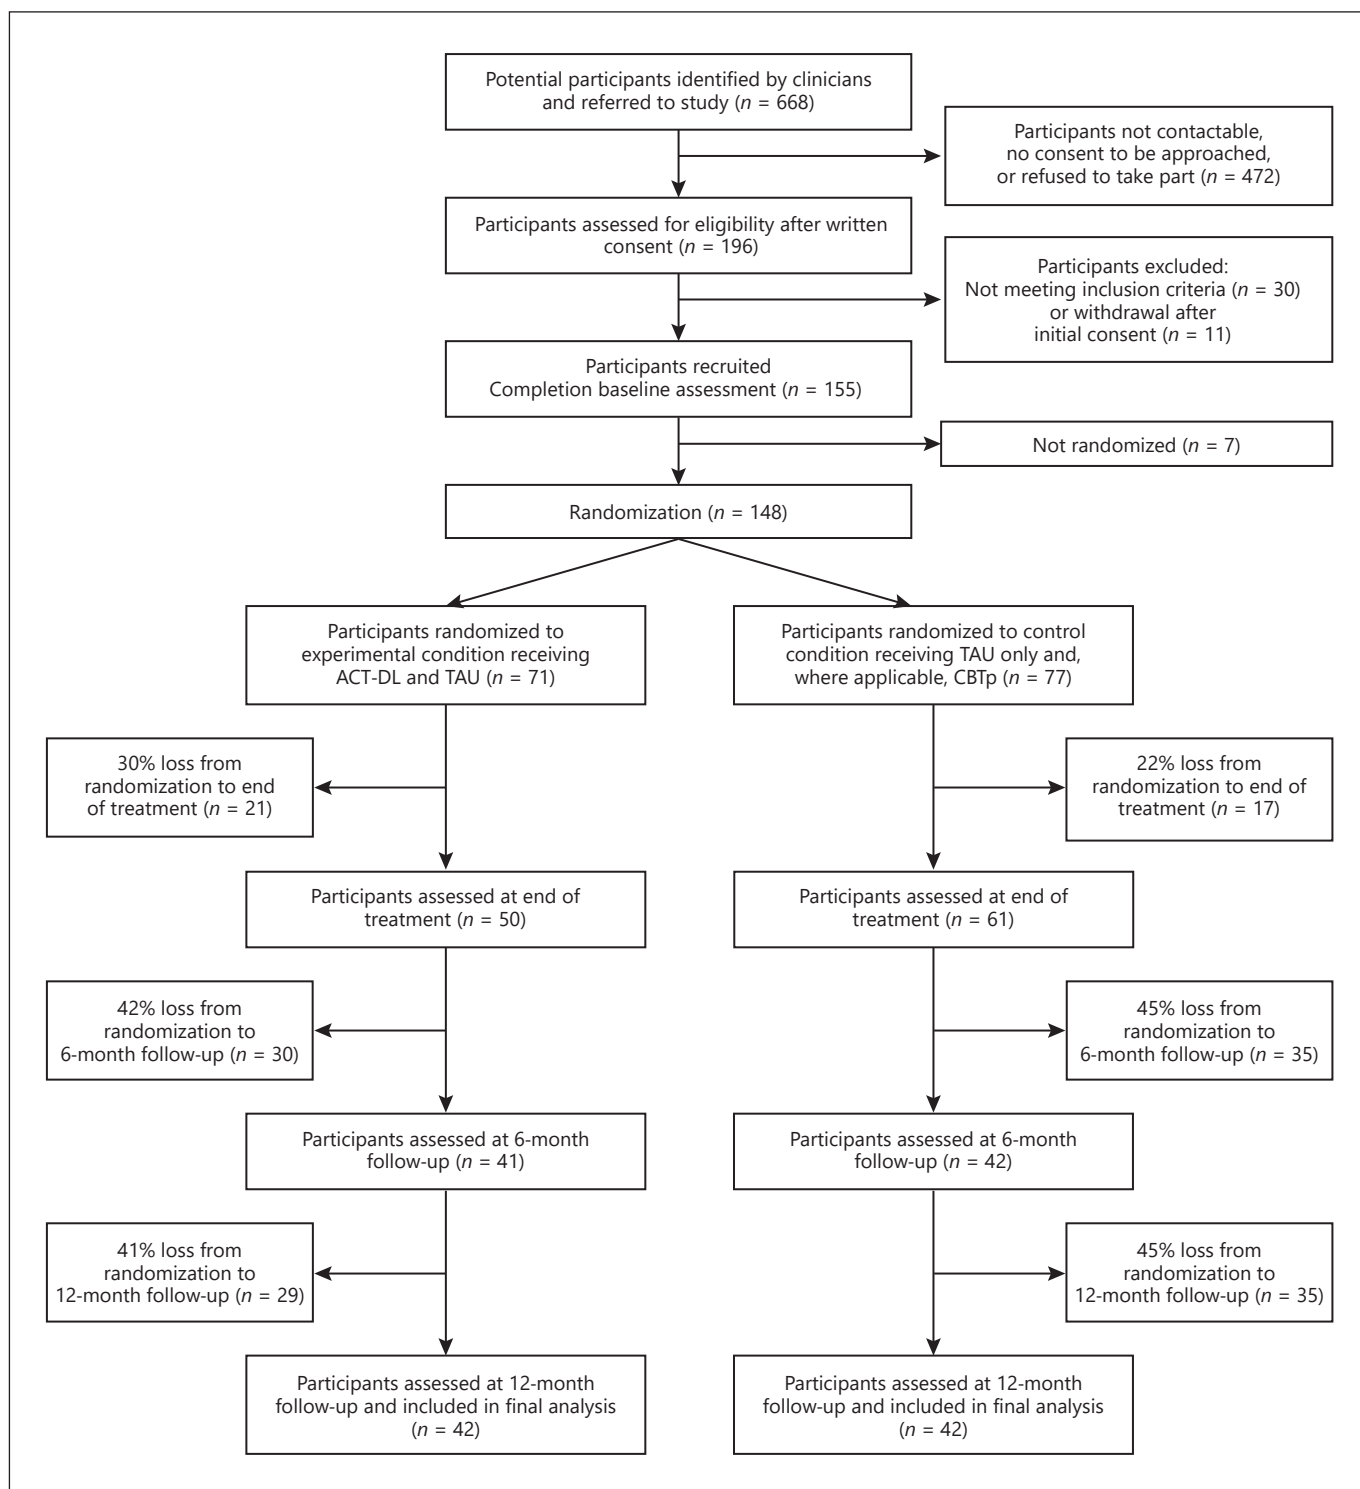 Potential participants identified by clinicians
and referred to study (n = 668)
Participants not contactable,
no consent to be approached,
or refused to take part (n = 472)
Participants assessed for eligibility after written
consent (n = 196)
Participants excluded:
Not meeting inclusion criteria (n = 30)
or withdrawal after
initial consent (n = 11)
Participants recruited
Completion baseline assessment (n = 155)
Not randomized (n = 7)
Randomization (n = 148)
Participants randomized to
experimental condition receiving
ACT-DL and TAU (n = 71)
Participants randomized to control
condition receiving TAU only and,
where applicable, CBTp (n = 77)
30% loss from
randomization to end
of treatment (n = 21)
22% loss from
randomization to end of
treatment (n = 17)
Participants assessed at end of
treatment (n = 50)
Participants assessed at end of
treatment (n = 61)
42% loss from
randomization to
6-month follow-up (n = 30)
45% loss from
randomization to
6-month follow-up (n = 35)
Participants assessed at 6-month
follow-up (n = 41)
Participants assessed at 6-month
follow-up (n = 42)
41% loss from
randomization to
12-month follow-up (n = 29)
45% loss from
randomization to
12-month follow-up (n = 35)
Participants assessed at 12-month
follow-up and included in final analysis
(n = 42)
Participants assessed at 12-month
follow-up and included in final analysis
(n = 42)